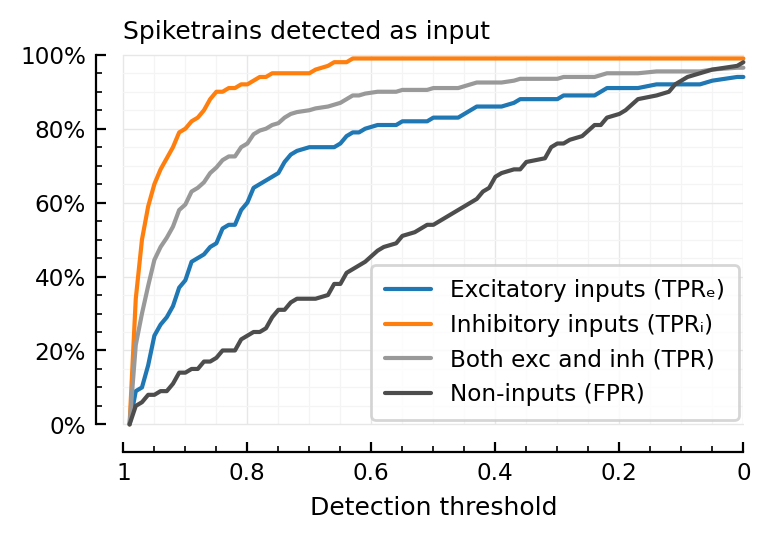 Spiketrains detected as input
100%
80%
60%
40%
20%
0%
Excitatory inputs (TPRₑ)
Inhibitory inputs (TPRᵢ)
Both exc and inh (TPR)
Non-inputs (FPR)
1 0.8 0.6 0.4 0.2 0
Detection threshold